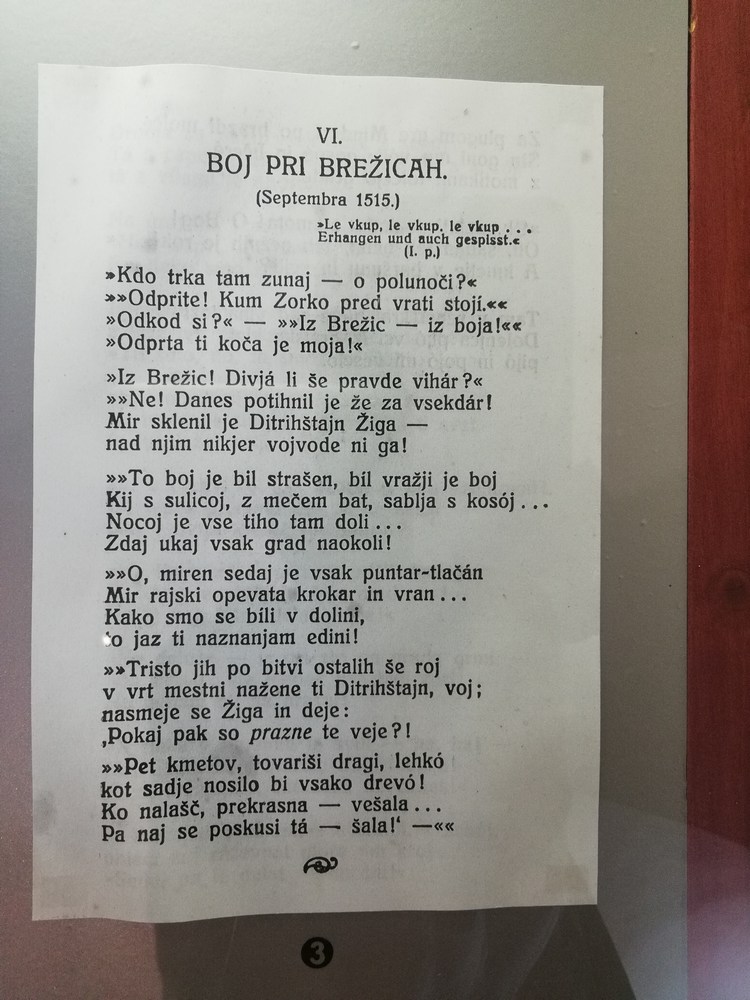 VI.
BOJ PRI BREŽICAH.
(Septembra 1515.)
»Le vkup, le vkup, le vkup . . .
Erhangen und auch gespisst.«
(I. p.)
»Kdo trka tam zunaj — o polunoči?«
»»Odprite! Kum Zorko pred vrati stojí.««
»Odkod si?« — »»Iz Brežic — iz boja!««
»Odprta ti koča je moja!«
»Iz Brežic! Divjá li še pravde vihár?«
»»Ne! Danes potihnil je že za vsekdár!
Mir sklenil je Ditrihštajn Žiga —
nad njim nikjer vojvode ni ga!
»»To boj je bil strašen, bíl vražji je boj
Kij s sulicoj, z mečem bat, sablja s kosój . . .
Nocoj je vse tiho tam doli . . .
Zdaj ukaj vsak grad naokoli!
»»O, miren sedaj je vsak puntar-tlačán
Mir rajski opevata krokar in vran . . .
Kako smo se bíli v dolini,
to jaz ti naznanjam edini!
»»Tristo jih po bitvi ostalih še roj
v vrt mestni nažene ti Ditrihštajn, voj;
nasmeje se Žiga in deje:
‚Pokaj pak so prazne te veje?!
»»Pet kmetov, tovariši dragi, lehkó
kot sadje nosilo bi vsako drevó!
Ko nalašč, prekrasna — vešala . . .
Pa naj se poskusi tá — šala!‘ —««
3